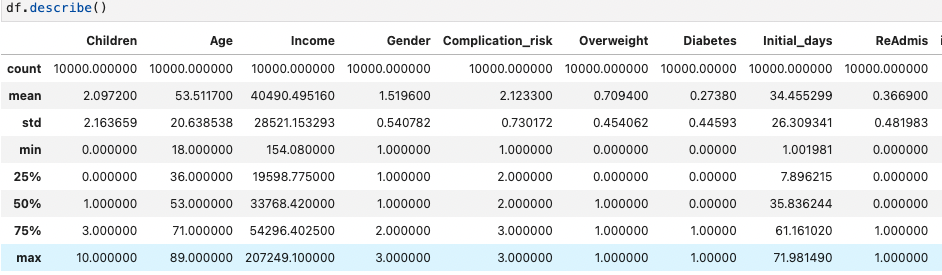 df.describe()
Children Age Income Gender Complication_risk Overweight Diabetes Initial_days ReAdmis
count 10000.000000 10000.000000 10000.000000 10000.000000 10000.000000 10000.000000 10000.00000 10000.000000 10000.000000
mean 2.097200 53.511700 40490.495160 1.519600 2.123300 0.709400 0.27380 34.455299 0.366900
std 2.163659 20.638538 28521.153293 0.540782 0.730172 0.454062 0.44593 26.309341 0.481983
min 0.000000 18.000000 154.080000 1.000000 1.000000 0.000000 0.00000 1.001981 0.000000
25% 0.000000 36.000000 19598.775000 1.000000 2.000000 0.000000 0.00000 7.896215 0.000000
50% 1.000000 53.000000 33768.420000 1.000000 2.000000 1.000000 0.00000 35.836244 0.000000
75% 3.000000 71.000000 54296.402500 2.000000 3.000000 1.000000 1.00000 61.161020 1.000000
max 10.000000 89.000000 207249.100000 3.000000 3.000000 1.000000 1.00000 71.981490 1.000000